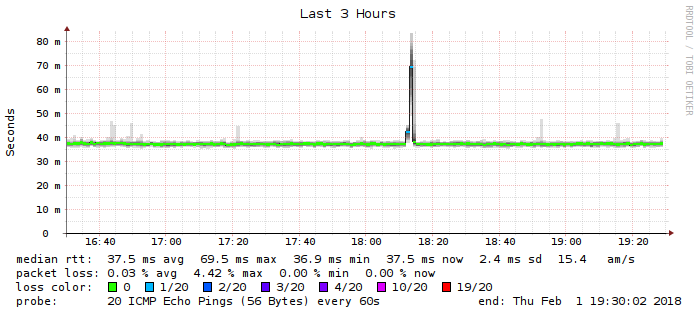 Last 3 Hours
RRDTOOL / TOBI OETIKER
Seconds
80 m
70 m
60 m
50 m
40 m
30 m
20 m
10 m
0
16:40 17:00 17:20 17:40 18:00 18:20 18:40 19:00 19:20
median rtt: 37.5 ms avg 69.5 ms max 36.9 ms min 37.5 ms now 2.4 ms sd 15.4 am/s
packet loss: 0.03 % avg 4.42 % max 0.00 % min 0.00 % now
loss color: 0 1/20 2/20 3/20 4/20 10/20 19/20
probe: 20 ICMP Echo Pings (56 Bytes) every 60s end: Thu Feb 1 19:30:02 2018